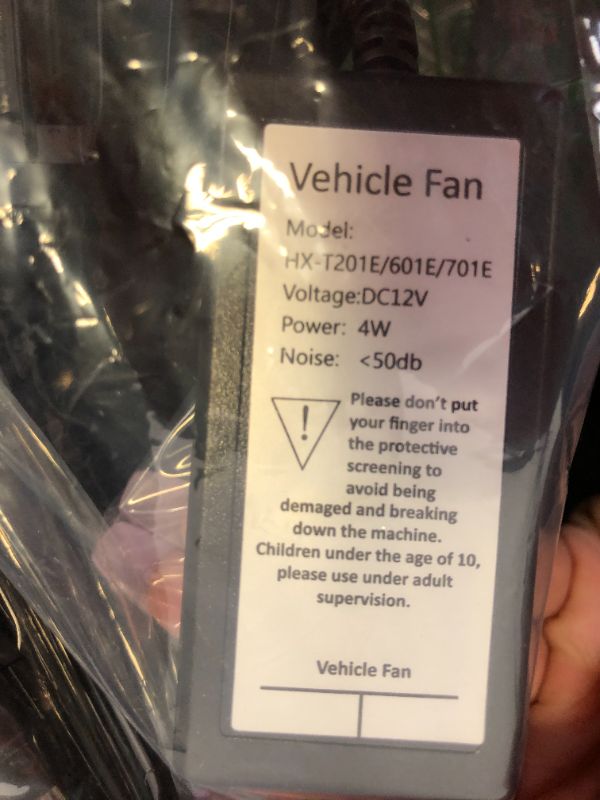 Vehicle Fan
Model:
HX-T201E/601E/701E
Voltage:DC12V
Power: 4W
Noise: <50db
!
Please don't put
your finger into
the protective
screening to
avoid being
demaged and breaking
down the machine.
Children under the age of 10,
please use under adult
supervision.
Vehicle Fan